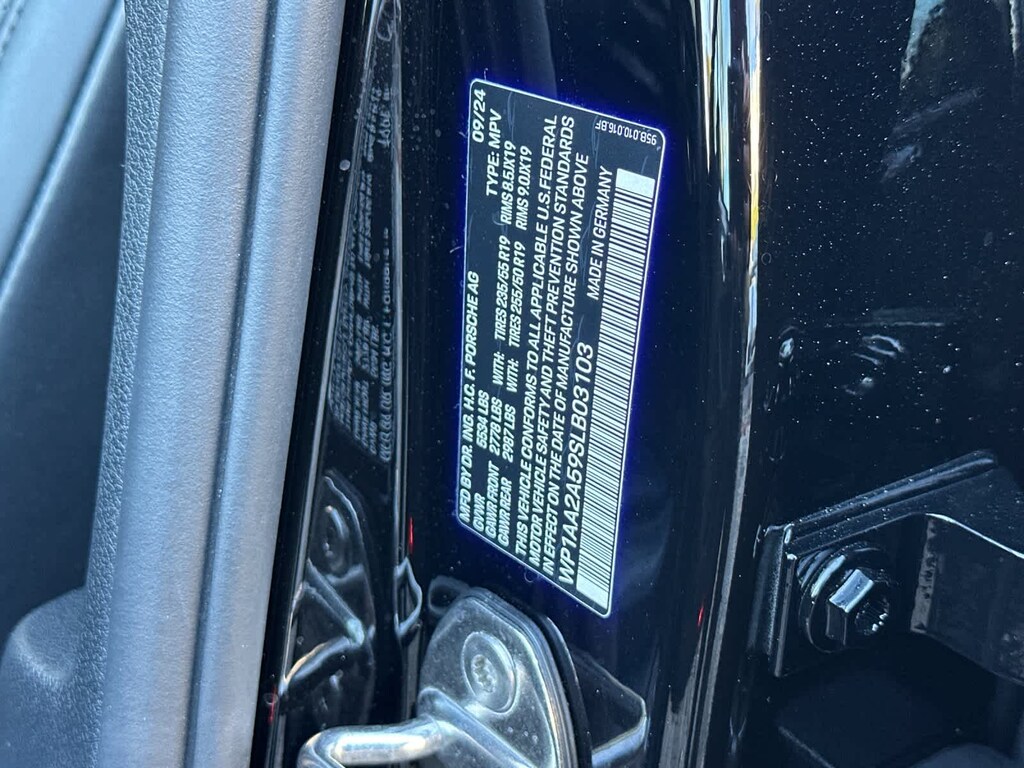 MFD BY DR. ING. H.C. F. PORSCHE AG 09/24
GVWR 5534 LBS TYPE: MPV
GAWR FRONT 2778 LBS WITH: TIRES 235/55 R19 RIMS 8.5JX19
GAWR REAR 2987 LBS WITH: TIRES 255/50 R19 RIMS 9.0JX19
THIS VEHICLE CONFORMS TO ALL APPLICABLE U.S.FEDERAL
MOTOR VEHICLE SAFETY AND THEFT PREVENTION STANDARDS
IN EFFECT ON THE DATE OF MANUFACTURE SHOWN ABOVE
WP1AA2A59SLB03103 MADE IN GERMANY
95B.010.016.BF